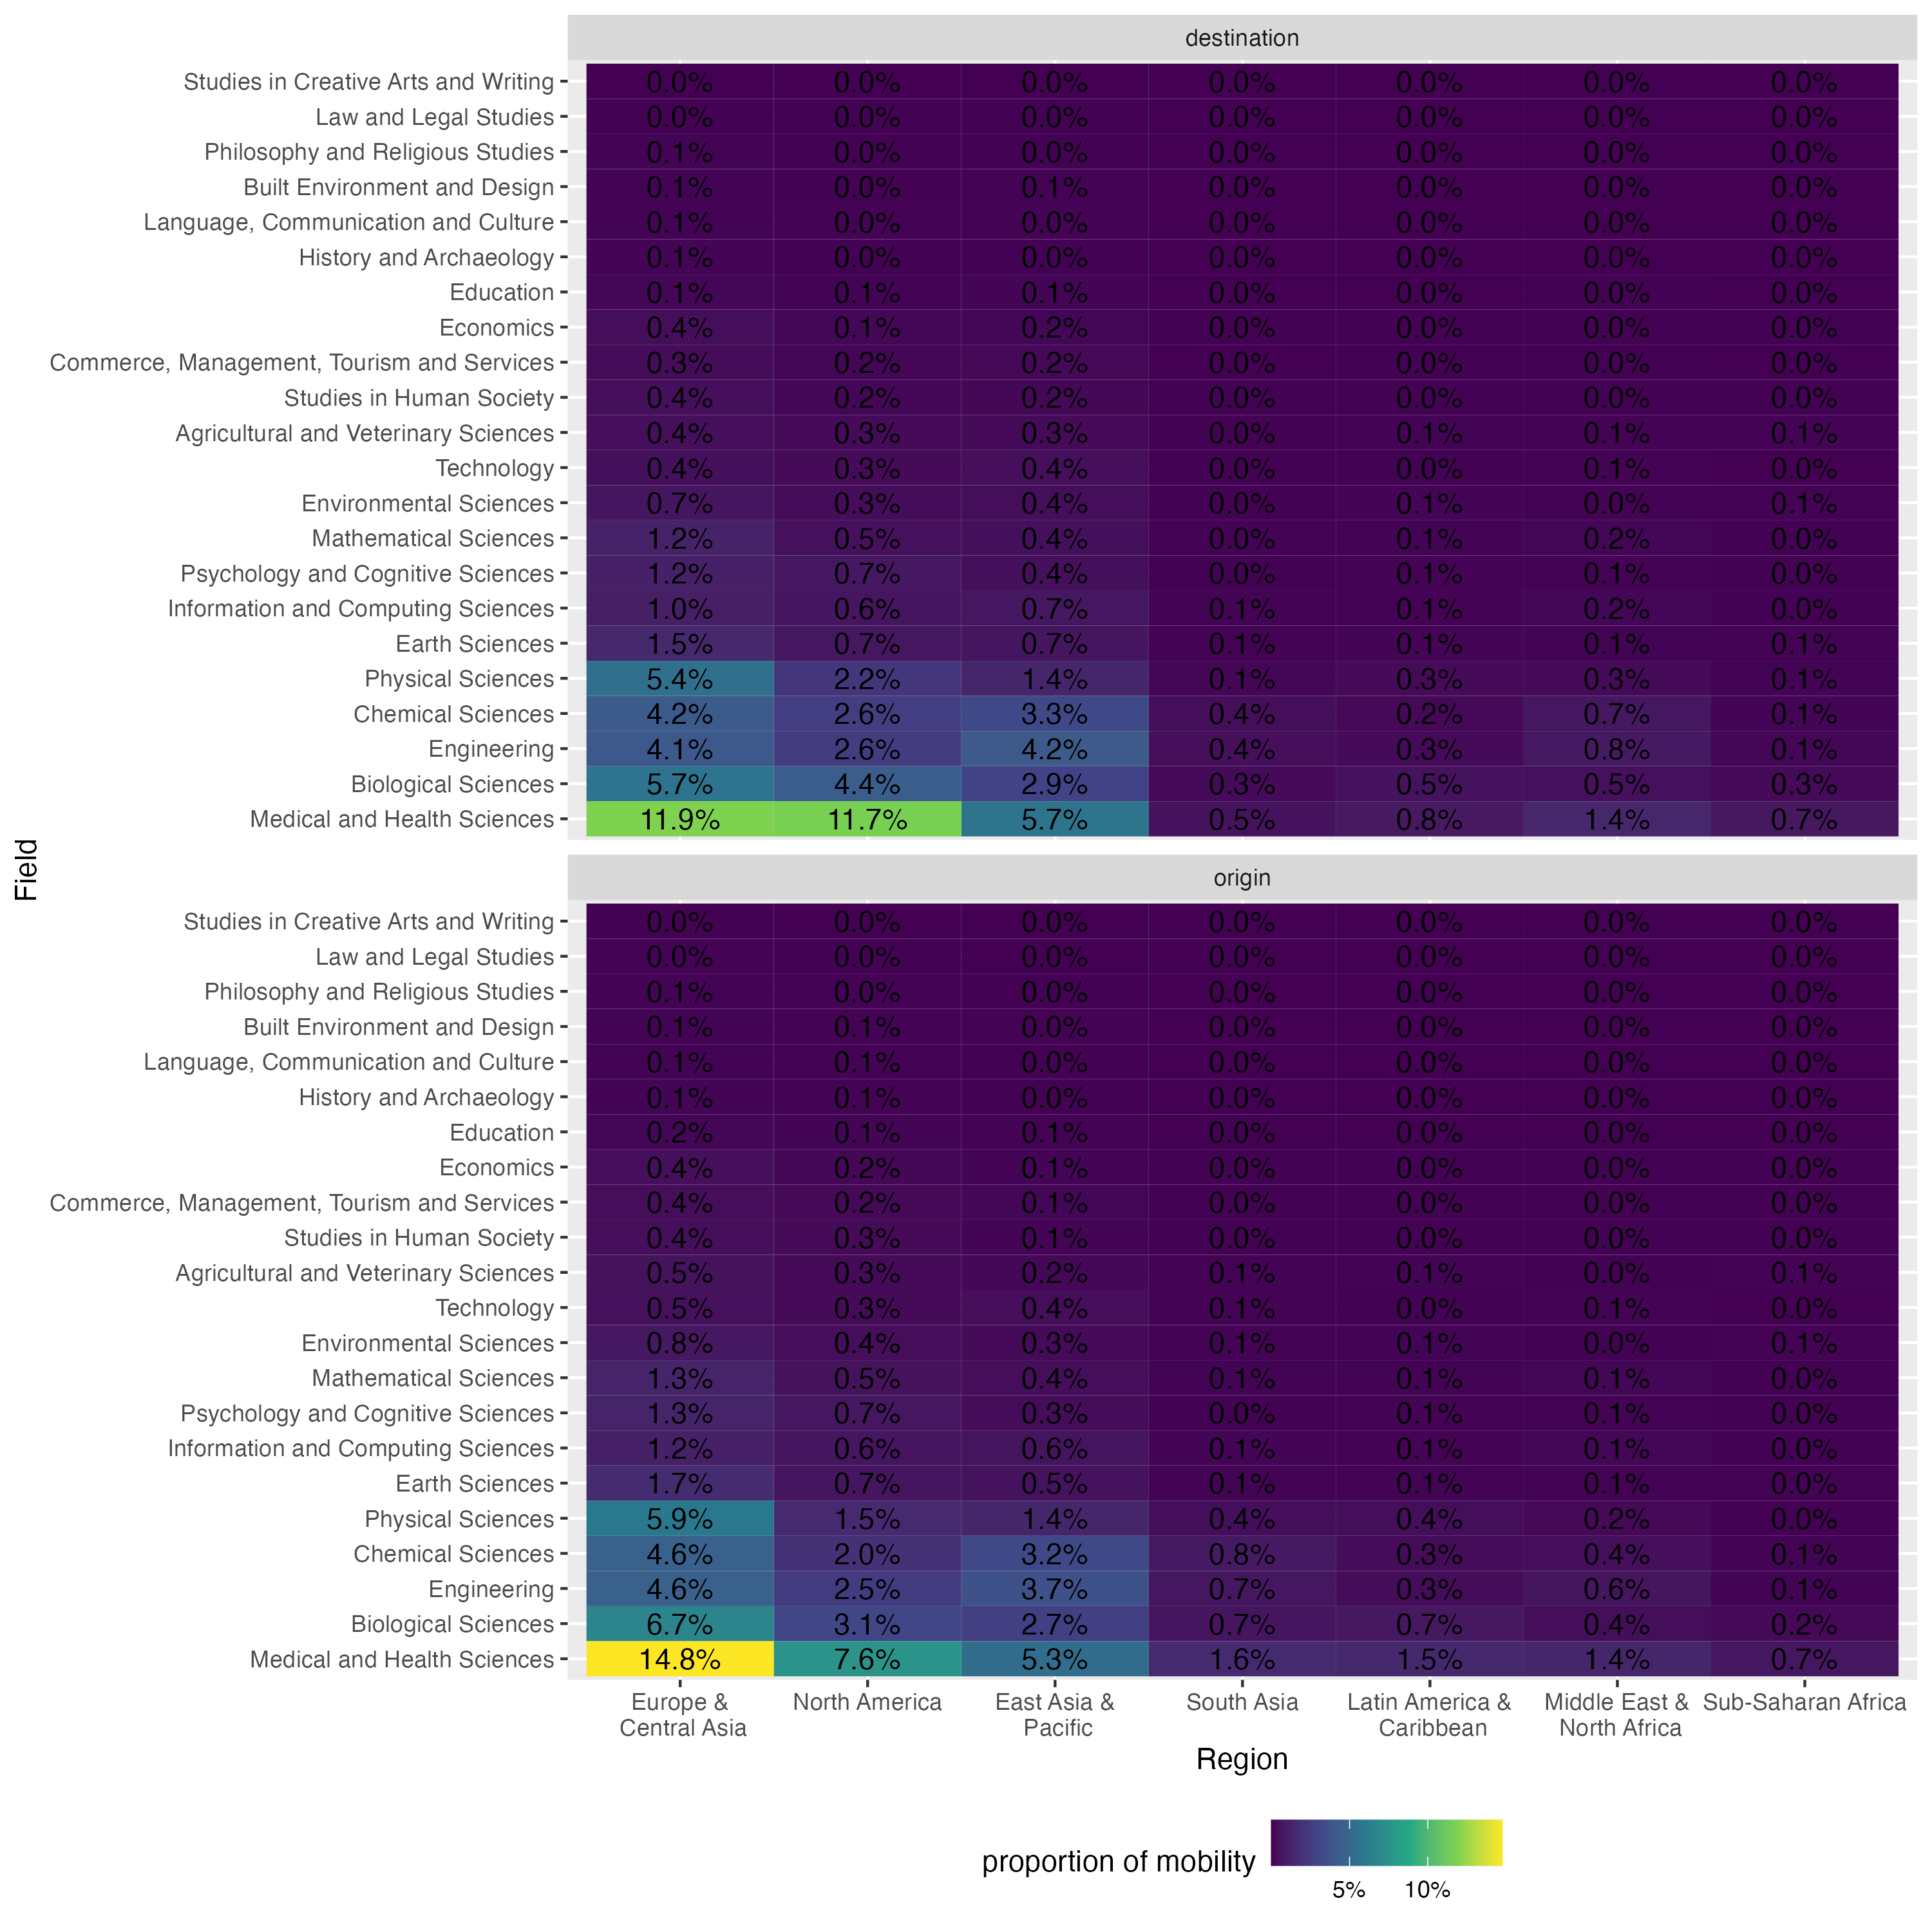 destination
Studies in Creative Arts and Writing 0.0% 0.0% 0.0% 0.0% 0.0% 0.0% 0.0%
Law and Legal Studies 0.0% 0.0% 0.0% 0.0% 0.0% 0.0% 0.0%
Philosophy and Religious Studies 0.1% 0.0% 0.0% 0.0% 0.0% 0.0% 0.0%
Built Environment and Design 0.1% 0.0% 0.1% 0.0% 0.0% 0.0% 0.0%
Language, Communication and Culture 0.1% 0.0% 0.0% 0.0% 0.0% 0.0% 0.0%
History and Archaeology 0.1% 0.0% 0.0% 0.0% 0.0% 0.0% 0.0%
Education 0.1% 0.1% 0.1% 0.0% 0.0% 0.0% 0.0%
Economics 0.4% 0.1% 0.2% 0.0% 0.0% 0.0% 0.0%
Commerce, Management, Tourism and Services 0.3% 0.2% 0.2% 0.0% 0.0% 0.0% 0.0%
Studies in Human Society 0.4% 0.2% 0.2% 0.0% 0.0% 0.0% 0.0%
Agricultural and Veterinary Sciences 0.4% 0.3% 0.3% 0.0% 0.1% 0.1% 0.1%
Technology 0.4% 0.3% 0.4% 0.0% 0.0% 0.1% 0.0%
Environmental Sciences 0.7% 0.3% 0.4% 0.0% 0.1% 0.0% 0.1%
Mathematical Sciences 1.2% 0.5% 0.4% 0.0% 0.1% 0.2% 0.0%
Psychology and Cognitive Sciences 1.2% 0.7% 0.4% 0.0% 0.1% 0.1% 0.0%
Information and Computing Sciences 1.0% 0.6% 0.7% 0.1% 0.1% 0.2% 0.0%
Earth Sciences 1.5% 0.7% 0.7% 0.1% 0.1% 0.1% 0.1%
Physical Sciences 5.4% 2.2% 1.4% 0.1% 0.3% 0.3% 0.1%
Chemical Sciences 4.2% 2.6% 3.3% 0.4% 0.2% 0.7% 0.1%
Engineering 4.1% 2.6% 4.2% 0.4% 0.3% 0.8% 0.1%
Biological Sciences 5.7% 4.4% 2.9% 0.3% 0.5% 0.5% 0.3%
Medical and Health Sciences 11.9% 11.7% 5.7% 0.5% 0.8% 1.4% 0.7%
Field
origin
Studies in Creative Arts and Writing 0.0% 0.0% 0.0% 0.0% 0.0% 0.0% 0.0%
Law and Legal Studies 0.0% 0.0% 0.0% 0.0% 0.0% 0.0% 0.0%
Philosophy and Religious Studies 0.1% 0.0% 0.0% 0.0% 0.0% 0.0% 0.0%
Built Environment and Design 0.1% 0.1% 0.0% 0.0% 0.0% 0.0% 0.0%
Language, Communication and Culture 0.1% 0.1% 0.0% 0.0% 0.0% 0.0% 0.0%
History and Archaeology 0.1% 0.1% 0.0% 0.0% 0.0% 0.0% 0.0%
Education 0.2% 0.1% 0.1% 0.0% 0.0% 0.0% 0.0%
Economics 0.4% 0.2% 0.1% 0.0% 0.0% 0.0% 0.0%
Commerce, Management, Tourism and Services 0.4% 0.2% 0.1% 0.0% 0.0% 0.0% 0.0%
Studies in Human Society 0.4% 0.3% 0.1% 0.0% 0.0% 0.0% 0.0%
Agricultural and Veterinary Sciences 0.5% 0.3% 0.2% 0.1% 0.1% 0.0% 0.1%
Technology 0.5% 0.3% 0.4% 0.1% 0.0% 0.1% 0.0%
Environmental Sciences 0.8% 0.4% 0.3% 0.1% 0.1% 0.0% 0.1%
Mathematical Sciences 1.3% 0.5% 0.4% 0.1% 0.1% 0.1% 0.0%
Psychology and Cognitive Sciences 1.3% 0.7% 0.3% 0.0% 0.1% 0.1% 0.0%
Information and Computing Sciences 1.2% 0.6% 0.6% 0.1% 0.1% 0.1% 0.0%
Earth Sciences 1.7% 0.7% 0.5% 0.1% 0.1% 0.1% 0.0%
Physical Sciences 5.9% 1.5% 1.4% 0.4% 0.4% 0.2% 0.0%
Chemical Sciences 4.6% 2.0% 3.2% 0.8% 0.3% 0.4% 0.1%
Engineering 4.6% 2.5% 3.7% 0.7% 0.3% 0.6% 0.1%
Biological Sciences 6.7% 3.1% 2.7% 0.7% 0.7% 0.4% 0.2%
Medical and Health Sciences 14.8% 7.6% 5.3% 1.6% 1.5% 1.4% 0.7%
Europe & North America East Asia & South Asia Latin America & Middle East & Sub-Saharan Africa
Central Asia Pacific Caribbean North Africa
Region
proportion of mobility
5% 10%